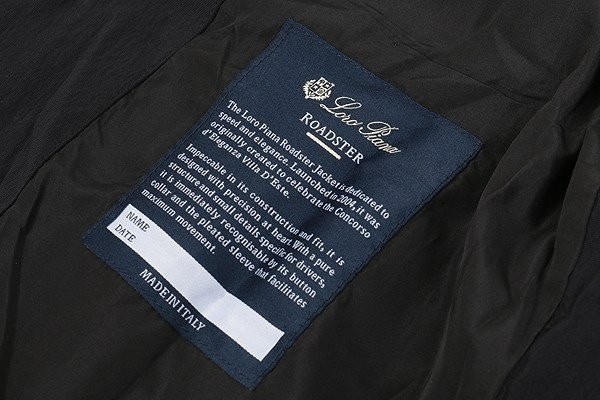 Loro Piana
ROADSTER
The Loro Piana Roadster Jacket is dedicated to
speed and elegance. Launched in 2004, it was
originally created to celebrate the Concorso
d'Eleganza Villa D'Este.
Impeccable in its construction and fit, it is
designed with precision at heart. With a pure
structure and small details specific for drivers,
it is immediately recognisable by its button
collar and the pleated sleeve that facilitates
maximum movement.
NAME
DATE
MADE IN ITALY